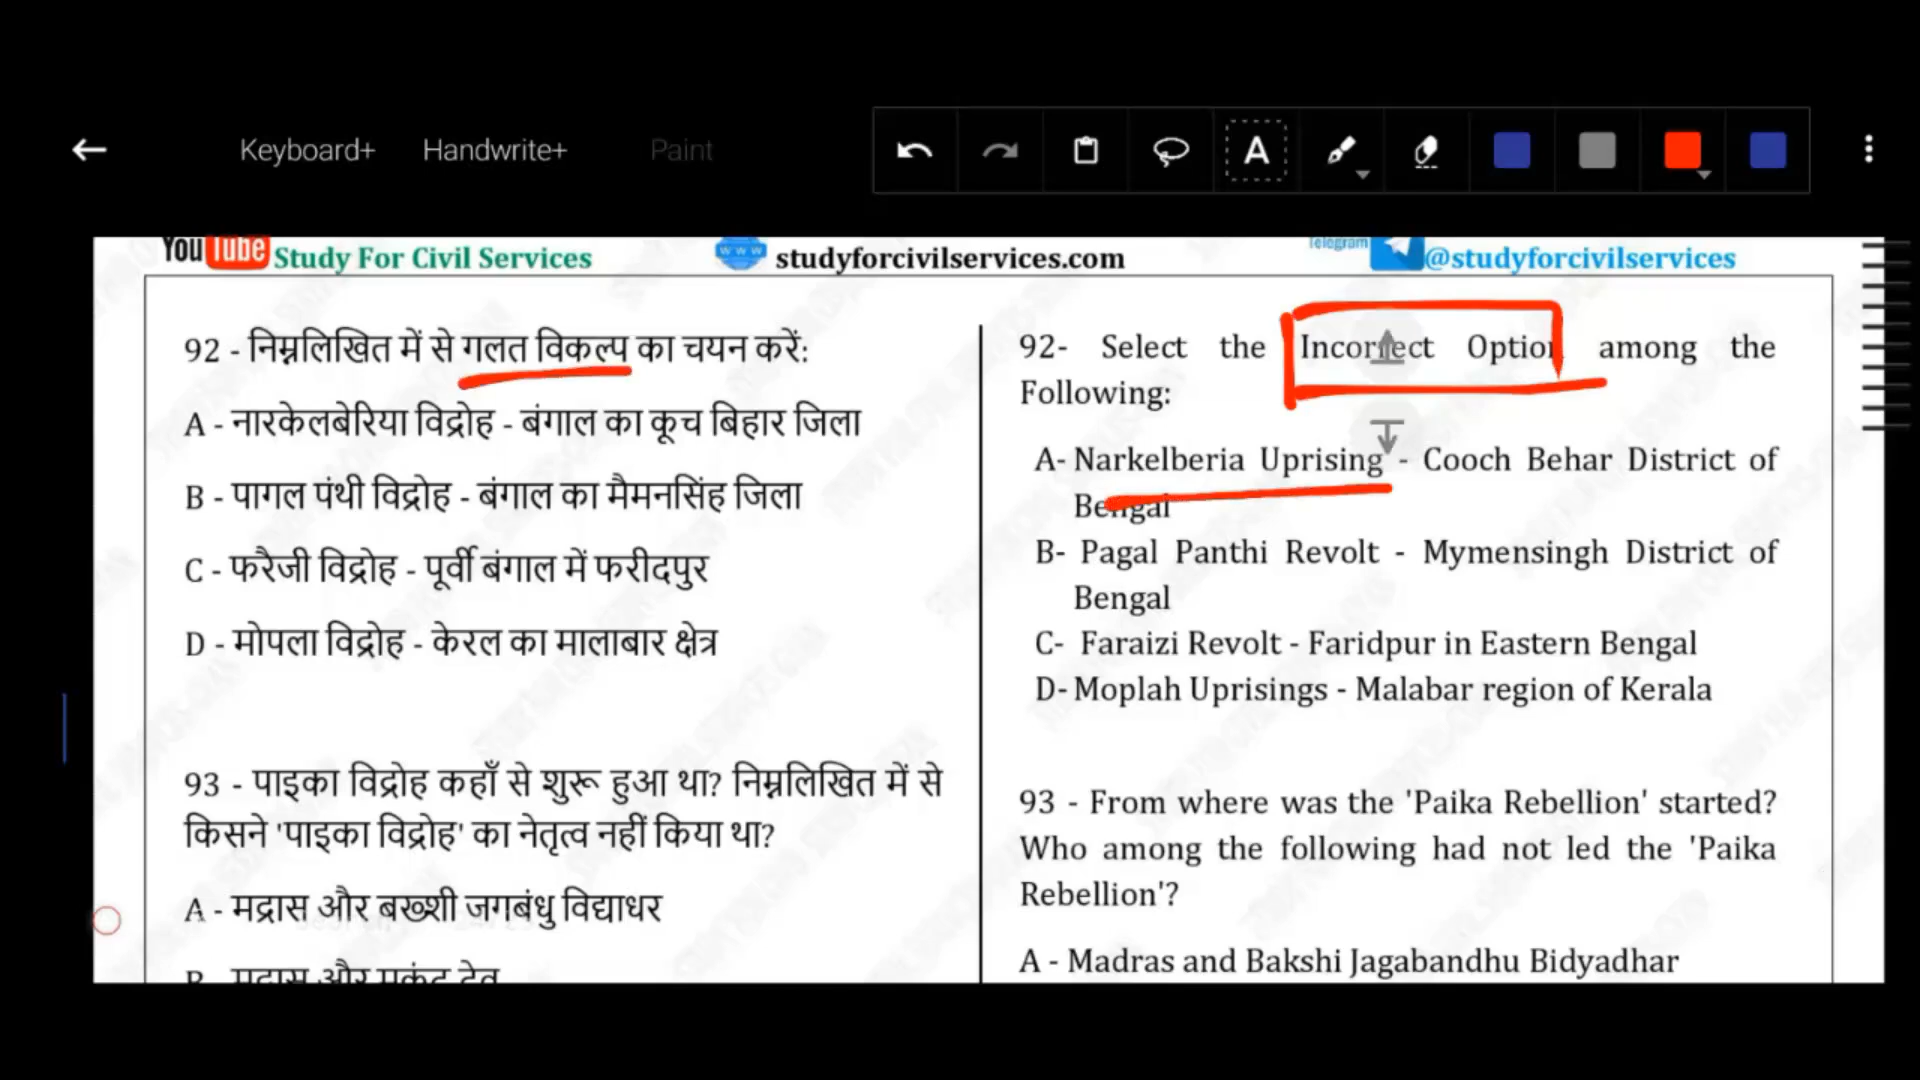 Keyboard+ Handwrite+ Paint
A
YouTube Study For Civil Services
www studyforcivilservices.com
Telegram @studyforcivilservices
92 - निम्नलिखित में से गलत विकल्प का चयन करें:
A - नारकेलबेरिया विद्रोह - बंगाल का कूच बिहार जिला
B - पागल पंथी विद्रोह - बंगाल का मैमनसिंह जिला
C - फरैजी विद्रोह - पूर्वी बंगाल में फरीदपुर
D - मोपला विद्रोह - केरल का मालाबार क्षेत्र
93 - पाइका विद्रोह कहाँ से शुरू हुआ था? निम्नलिखित में से
किसने 'पाइका विद्रोह' का नेतृत्व नहीं किया था?
A - मद्रास और बख्शी जगबंधु विद्याधर
B - मद्रास और मुकुंद देव
92- Select the Incorrect Option among the
Following:
A- Narkelberia Uprising - Cooch Behar District of
Bengal
B- Pagal Panthi Revolt - Mymensingh District of
Bengal
C- Faraizi Revolt - Faridpur in Eastern Bengal
D- Moplah Uprisings - Malabar region of Kerala
93 - From where was the 'Paika Rebellion' started?
Who among the following had not led the 'Paika
Rebellion'?
A - Madras and Bakshi Jagabandhu Bidyadhar